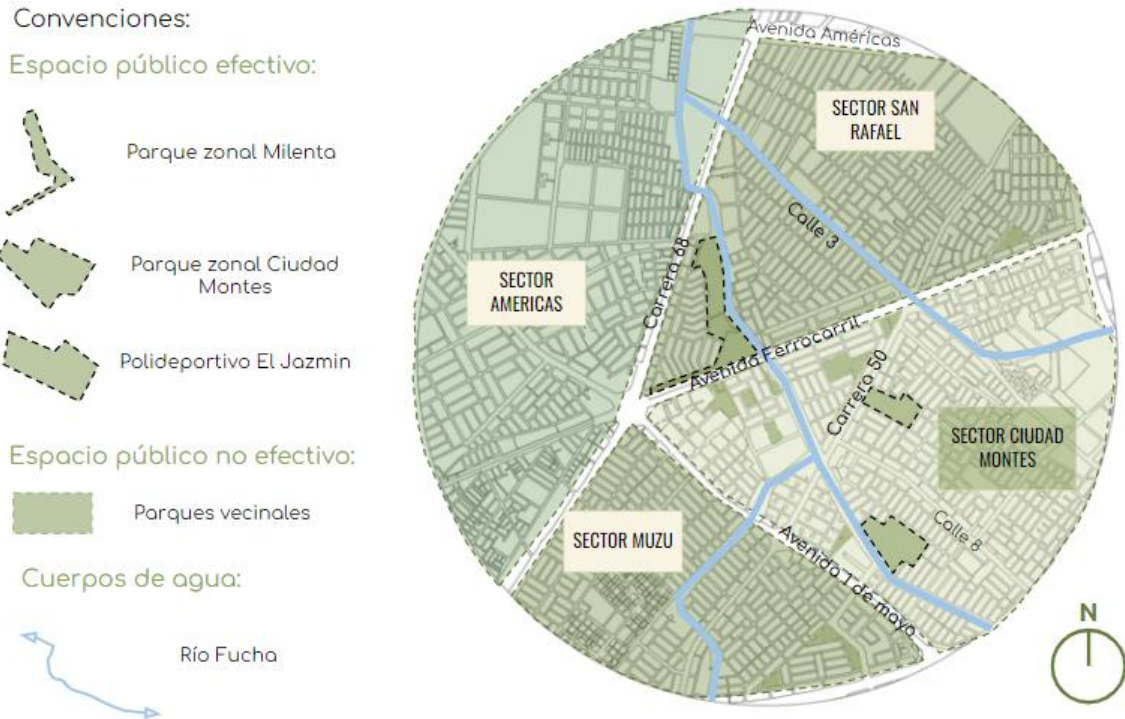 Convenciones:
Espacio público efectivo:
Parque zonal Milenta
Parque zonal Ciudad
Montes
Polideportivo El Jazmin
Espacio público no efectivo:
Parques vecinales
Cuerpos de agua:
Río Fucha
Avenida Américas
SECTOR SAN
RAFAEL
Calle 3
SECTOR
AMERICAS
Carrera 68
Avenida Ferrocarril
Carrera 50
SECTOR CIUDAD
MONTES
Calle 8
SECTOR MUZU
Avenida 1 de mayo
N